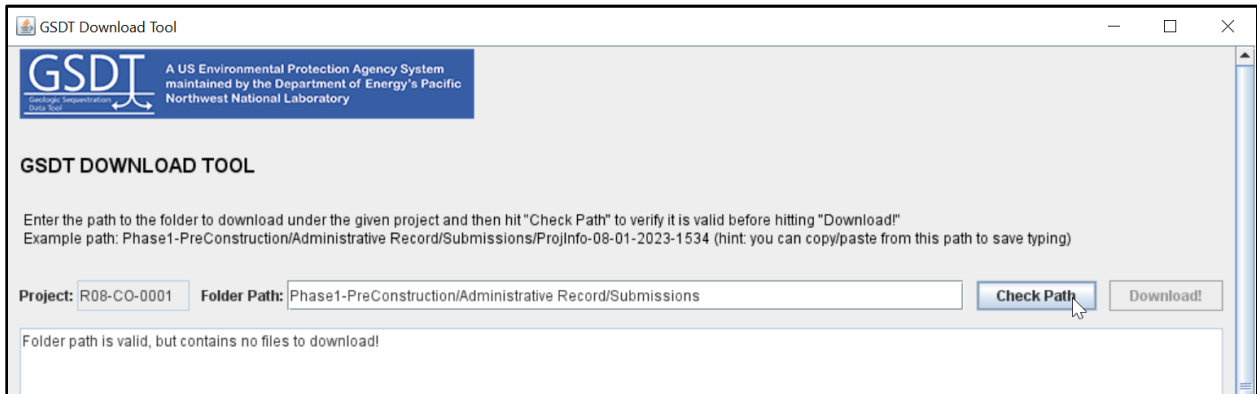 GSDT Download Tool
GSDT
Geologic Sequestration
Data Tool
A US Environmental Protection Agency System
maintained by the Department of Energy's Pacific
Northwest National Laboratory
GSDT DOWNLOAD TOOL
Enter the path to the folder to download under the given project and then hit "Check Path" to verify it is valid before hitting "Download!"
Example path: Phase1-PreConstruction/Administrative Record/Submissions/ProjInfo-08-01-2023-1534 (hint: you can copy/paste from this path to save typing)
Project: R08-CO-0001 Folder Path: Phase1-PreConstruction/Administrative Record/Submissions Check Path Download!
Folder path is valid, but contains no files to download!